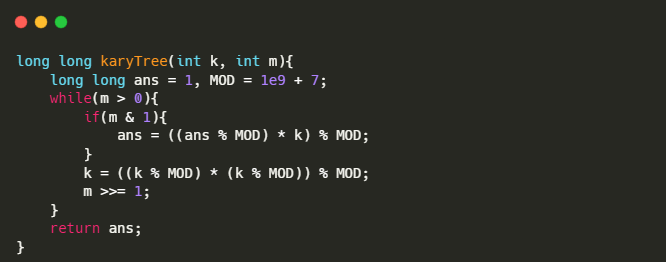 long long karyTree(int k, int m){
    long long ans = 1, MOD = 1e9 + 7;
    while(m > 0){
        if(m & 1){
            ans = ((ans % MOD) * k) % MOD;
        }
        k = ((k % MOD) * (k % MOD)) % MOD;
        m >>= 1;
    }
    return ans;
}